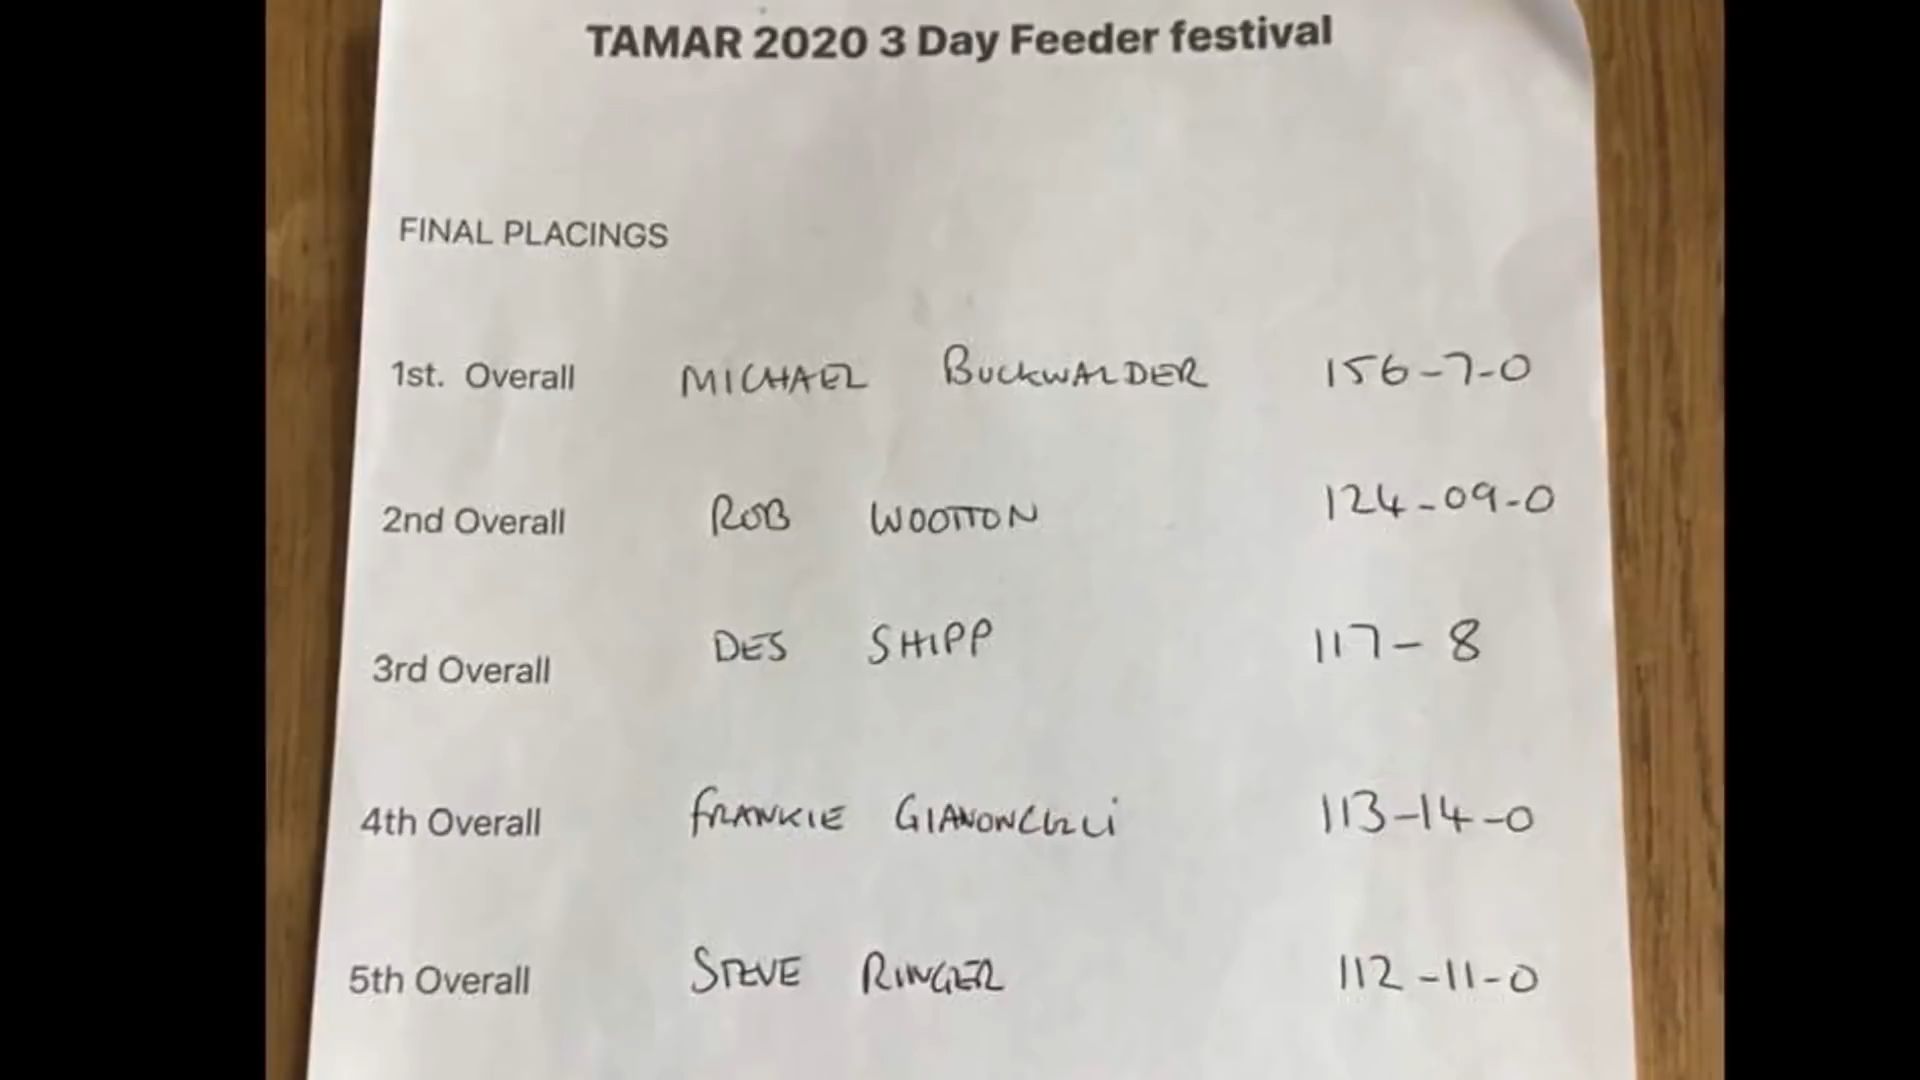 TAMAR 2020 3 Day Feeder festival
FINAL PLACINGS
1st. Overall MICHAEL BUCKWALDER 156-7-0
2nd Overall ROB WOOTTON 124-09-0
3rd Overall DES SHIPP 117-8
4th Overall FRANKIE GIANONCELLI 113-14-0
5th Overall STEVE RINGER 112-11-0